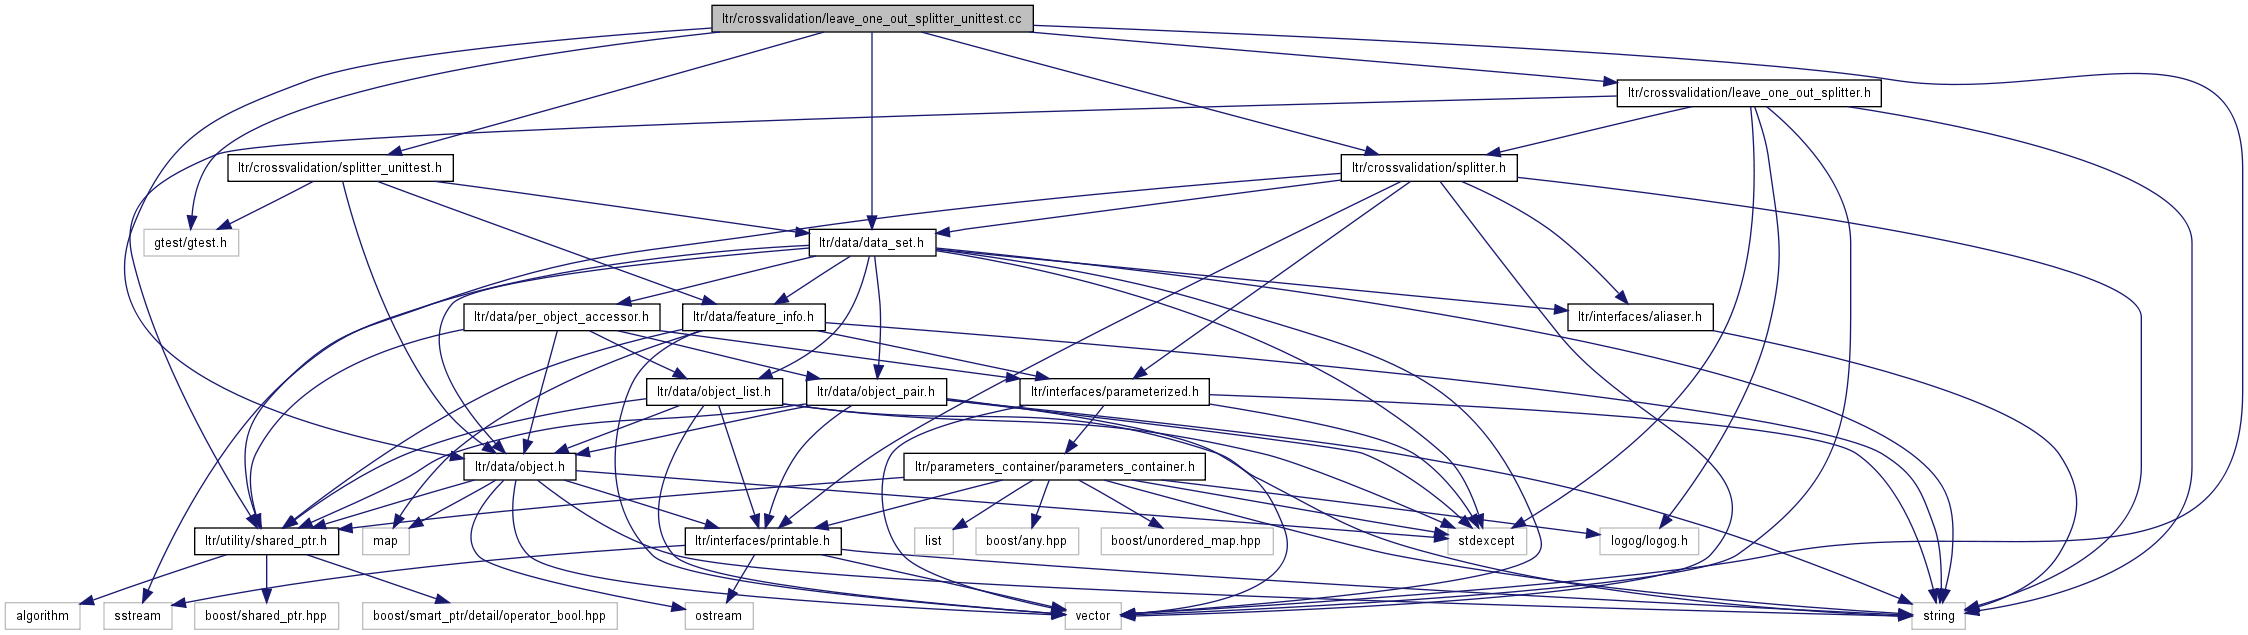 ltr/crossvalidation/leave_one_out_splitter_unittest.cc
ltr/crossvalidation/leave_one_out_splitter.h
ltr/crossvalidation/splitter_unittest.h
ltr/crossvalidation/splitter.h
gtest/gtest.h
ltr/data/data_set.h
ltr/data/per_object_accessor.h
ltr/data/feature_info.h
ltr/interfaces/aliaser.h
ltr/data/object_list.h
ltr/data/object_pair.h
ltr/interfaces/parameterized.h
ltr/data/object.h
ltr/parameters_container/parameters_container.h
ltr/utility/shared_ptr.h
map
ltr/interfaces/printable.h
list
boost/any.hpp
boost/unordered_map.hpp
stdexcept
logog/logog.h
algorithm
sstream
boost/shared_ptr.hpp
boost/smart_ptr/detail/operator_bool.hpp
ostream
vector
string